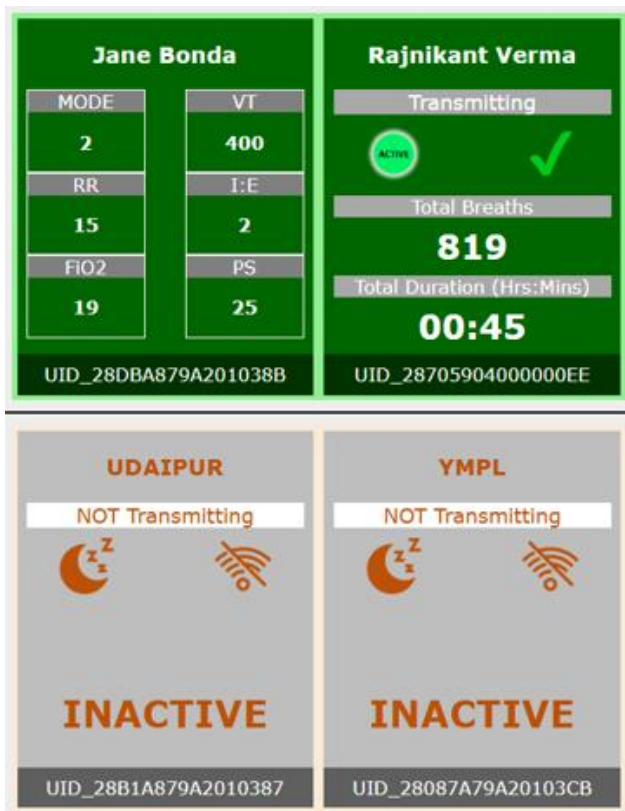 Jane Bonda
MODE VT
2 400
RR I:E
15 2
FiO2 PS
19 25
UID_28DBA879A201038B
Rajnikant Verma
Transmitting
ACTIVE
Total Breaths
819
Total Duration (Hrs:Mins)
00:45
UID_28705904000000EE
UDAIPUR
NOT Transmitting
z z z
INACTIVE
UID_28B1A879A2010387
YMPL
NOT Transmitting
z z z
INACTIVE
UID_28087A79A20103CB